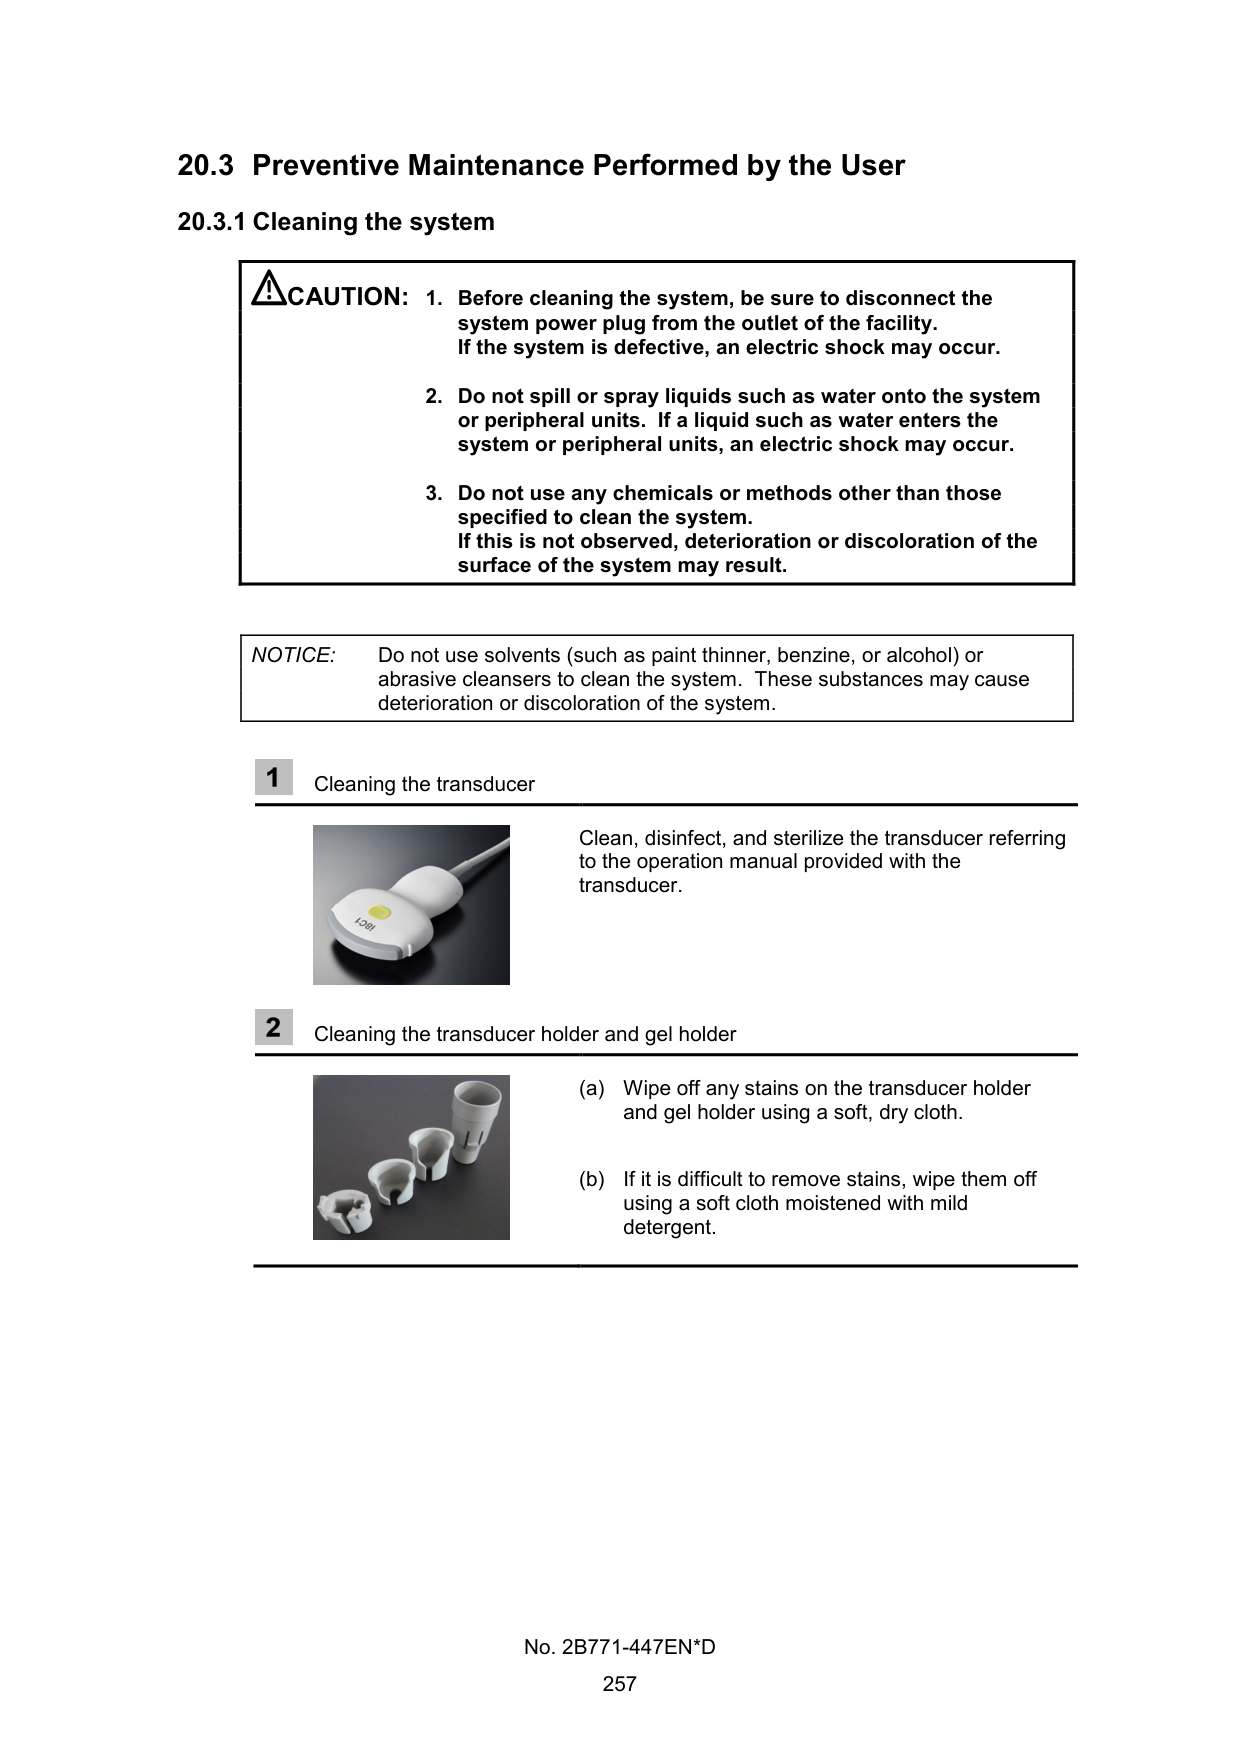 20.3 Preventive Maintenance Performed by the User
20.3.1 Cleaning the system
CAUTION: 1. Before cleaning the system, be sure to disconnect the
system power plug from the outlet of the facility.
If the system is defective, an electric shock may occur.
2. Do not spill or spray liquids such as water onto the system
or peripheral units. If a liquid such as water enters the
system or peripheral units, an electric shock may occur.
3. Do not use any chemicals or methods other than those
specified to clean the system.
If this is not observed, deterioration or discoloration of the
surface of the system may result.
NOTICE: Do not use solvents (such as paint thinner, benzine, or alcohol) or
abrasive cleansers to clean the system. These substances may cause
deterioration or discoloration of the system.
1 Cleaning the transducer
Clean, disinfect, and sterilize the transducer referring
to the operation manual provided with the
transducer.
i8C1
2 Cleaning the transducer holder and gel holder
(a) Wipe off any stains on the transducer holder
and gel holder using a soft, dry cloth.
(b) If it is difficult to remove stains, wipe them off
using a soft cloth moistened with mild
detergent.
No. 2B771-447EN*D
257